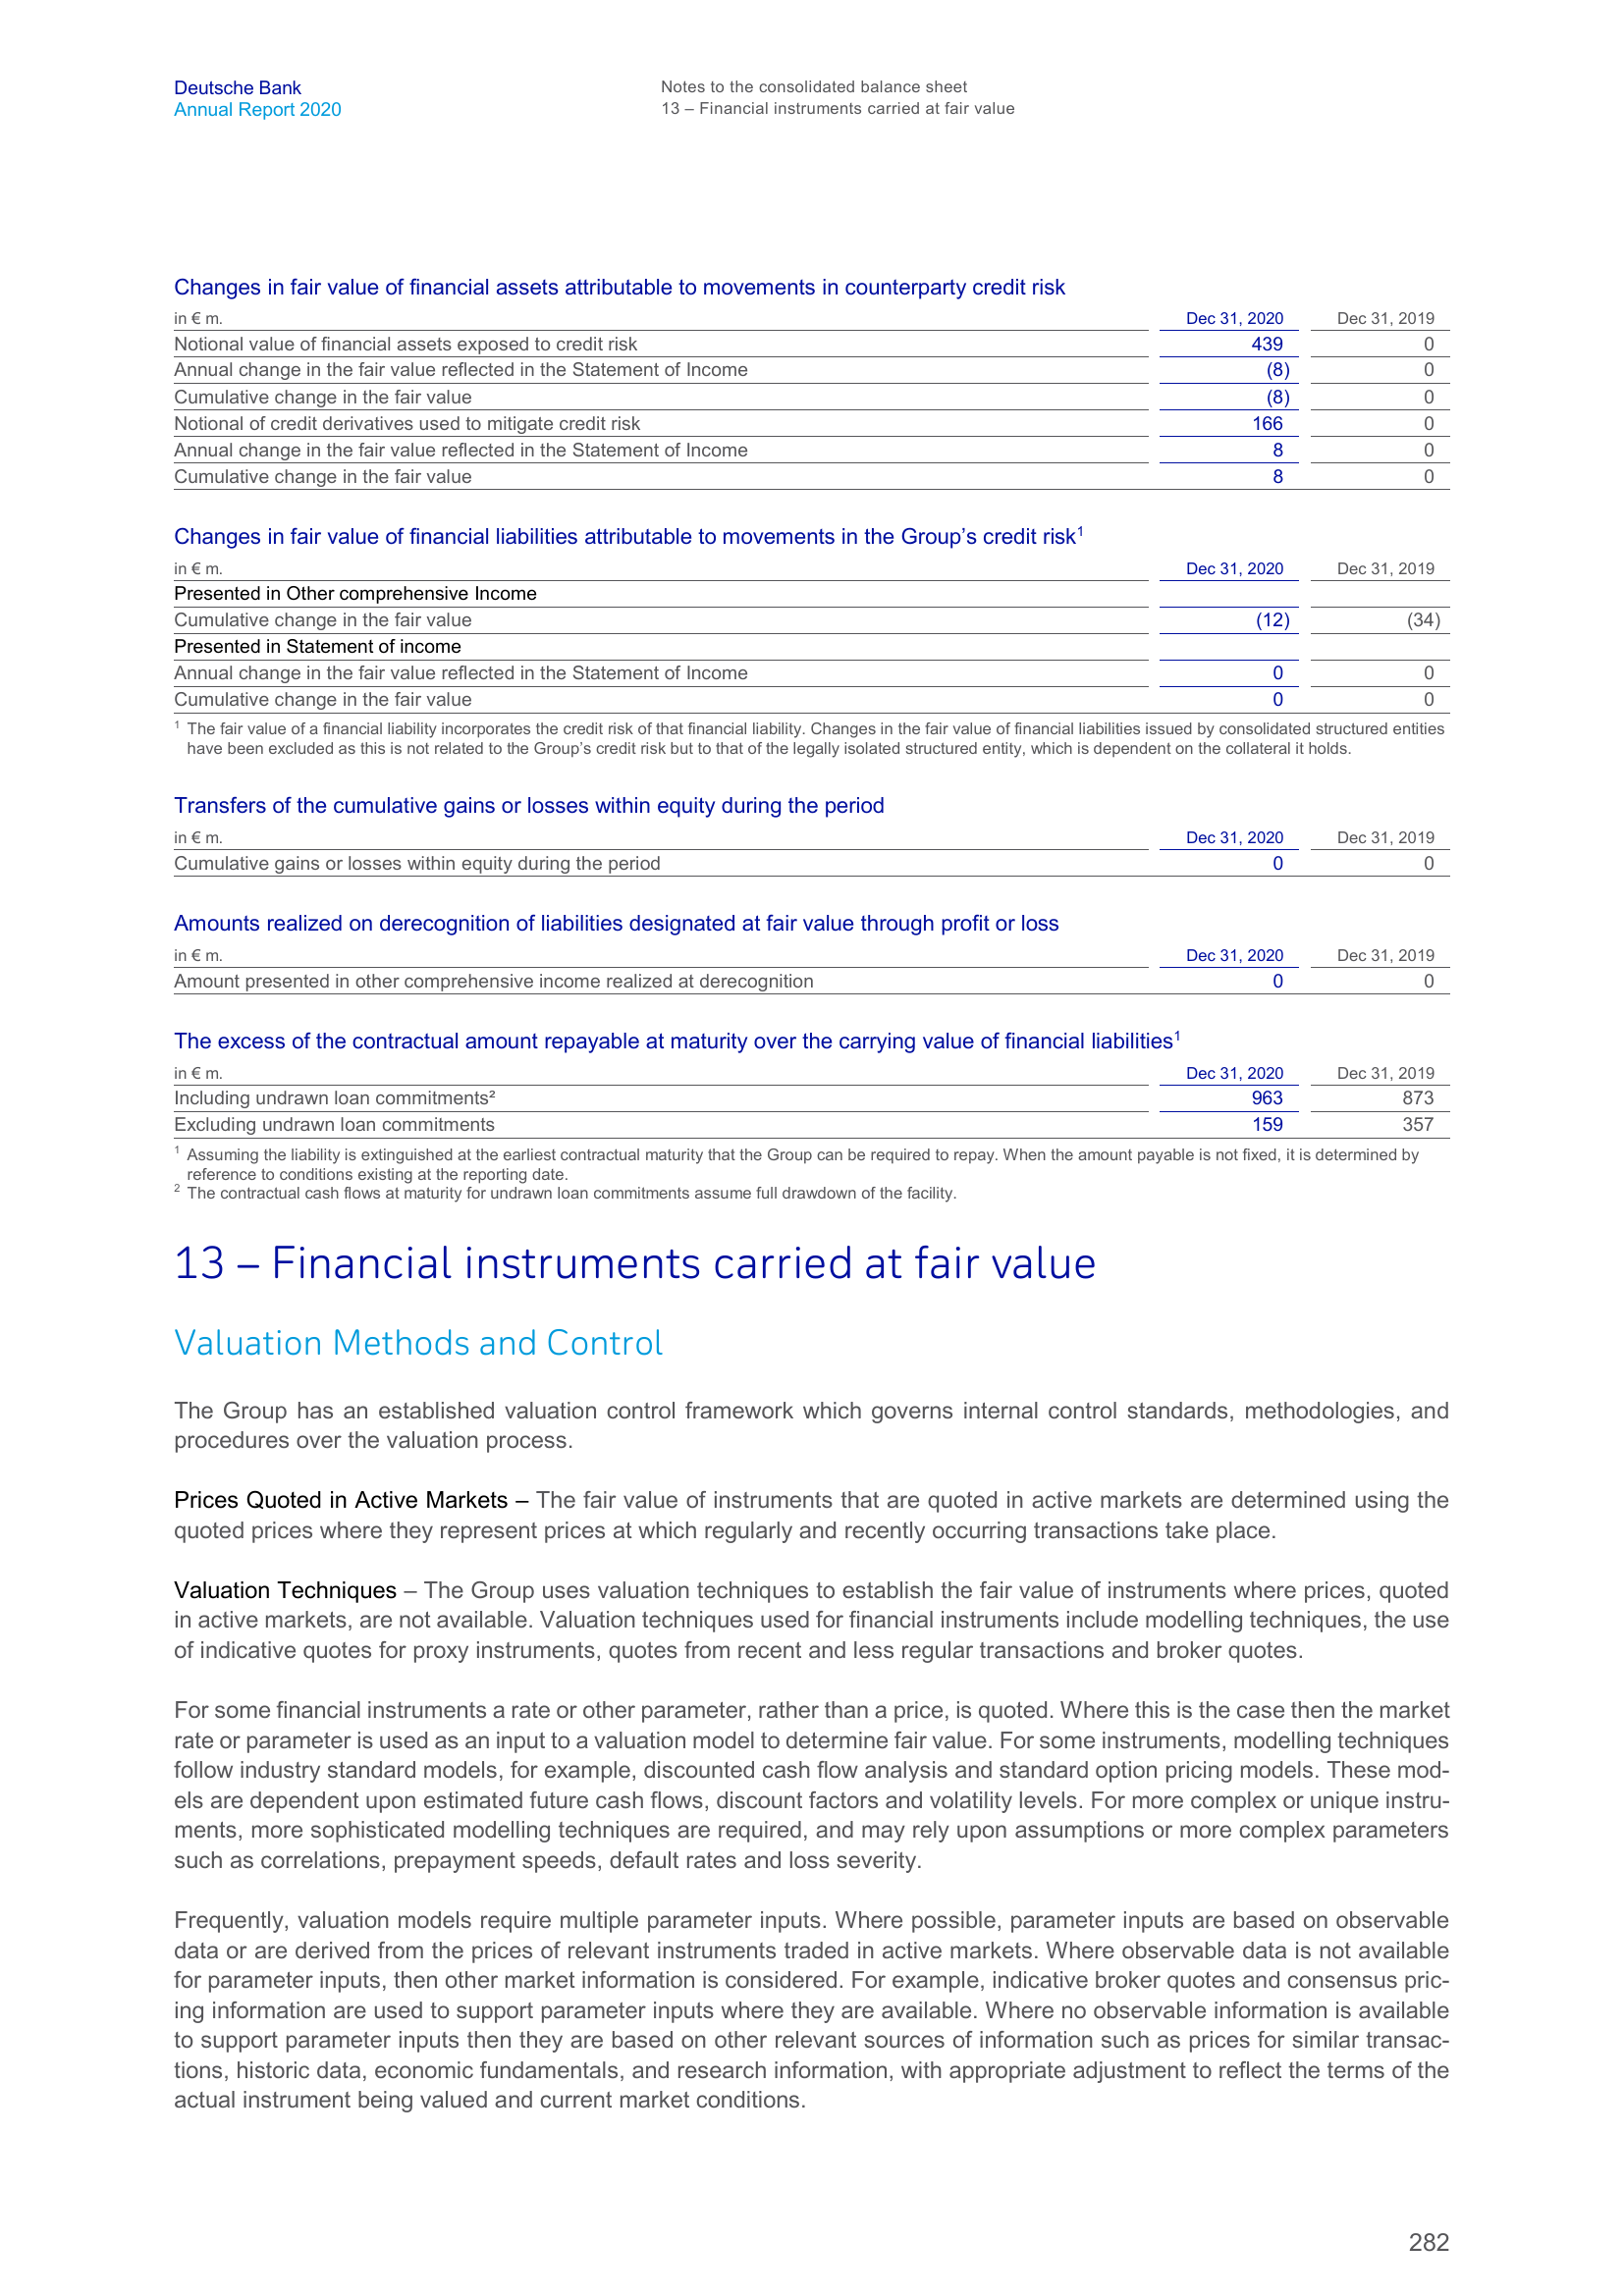 Deutsche Bank
Annual Report 2020
Notes to the consolidated balance sheet
13 – Financial instruments carried at fair value
Changes in fair value of financial assets attributable to movements in counterparty credit risk
in € m. Dec 31, 2020 Dec 31, 2019
Notional value of financial assets exposed to credit risk 439 0
Annual change in the fair value reflected in the Statement of Income (8) 0
Cumulative change in the fair value (8) 0
Notional of credit derivatives used to mitigate credit risk 166 0
Annual change in the fair value reflected in the Statement of Income 8 0
Cumulative change in the fair value 8 0
Changes in fair value of financial liabilities attributable to movements in the Group’s credit risk¹
in € m. Dec 31, 2020 Dec 31, 2019
Presented in Other comprehensive Income
Cumulative change in the fair value (12) (34)
Presented in Statement of income
Annual change in the fair value reflected in the Statement of Income 0 0
Cumulative change in the fair value 0 0
¹ The fair value of a financial liability incorporates the credit risk of that financial liability. Changes in the fair value of financial liabilities issued by consolidated structured entities
have been excluded as this is not related to the Group’s credit risk but to that of the legally isolated structured entity, which is dependent on the collateral it holds.
Transfers of the cumulative gains or losses within equity during the period
in € m. Dec 31, 2020 Dec 31, 2019
Cumulative gains or losses within equity during the period 0 0
Amounts realized on derecognition of liabilities designated at fair value through profit or loss
in € m. Dec 31, 2020 Dec 31, 2019
Amount presented in other comprehensive income realized at derecognition 0 0
The excess of the contractual amount repayable at maturity over the carrying value of financial liabilities¹
in € m. Dec 31, 2020 Dec 31, 2019
Including undrawn loan commitments² 963 873
Excluding undrawn loan commitments 159 357
¹ Assuming the liability is extinguished at the earliest contractual maturity that the Group can be required to repay. When the amount payable is not fixed, it is determined by
reference to conditions existing at the reporting date.
² The contractual cash flows at maturity for undrawn loan commitments assume full drawdown of the facility.
13 – Financial instruments carried at fair value
Valuation Methods and Control
The Group has an established valuation control framework which governs internal control standards, methodologies, and
procedures over the valuation process.
Prices Quoted in Active Markets – The fair value of instruments that are quoted in active markets are determined using the
quoted prices where they represent prices at which regularly and recently occurring transactions take place.
Valuation Techniques – The Group uses valuation techniques to establish the fair value of instruments where prices, quoted
in active markets, are not available. Valuation techniques used for financial instruments include modelling techniques, the use
of indicative quotes for proxy instruments, quotes from recent and less regular transactions and broker quotes.
For some financial instruments a rate or other parameter, rather than a price, is quoted. Where this is the case then the market
rate or parameter is used as an input to a valuation model to determine fair value. For some instruments, modelling techniques
follow industry standard models, for example, discounted cash flow analysis and standard option pricing models. These mod-
els are dependent upon estimated future cash flows, discount factors and volatility levels. For more complex or unique instru-
ments, more sophisticated modelling techniques are required, and may rely upon assumptions or more complex parameters
such as correlations, prepayment speeds, default rates and loss severity.
Frequently, valuation models require multiple parameter inputs. Where possible, parameter inputs are based on observable
data or are derived from the prices of relevant instruments traded in active markets. Where observable data is not available
for parameter inputs, then other market information is considered. For example, indicative broker quotes and consensus pric-
ing information are used to support parameter inputs where they are available. Where no observable information is available
to support parameter inputs then they are based on other relevant sources of information such as prices for similar transac-
tions, historic data, economic fundamentals, and research information, with appropriate adjustment to reflect the terms of the
actual instrument being valued and current market conditions.
282